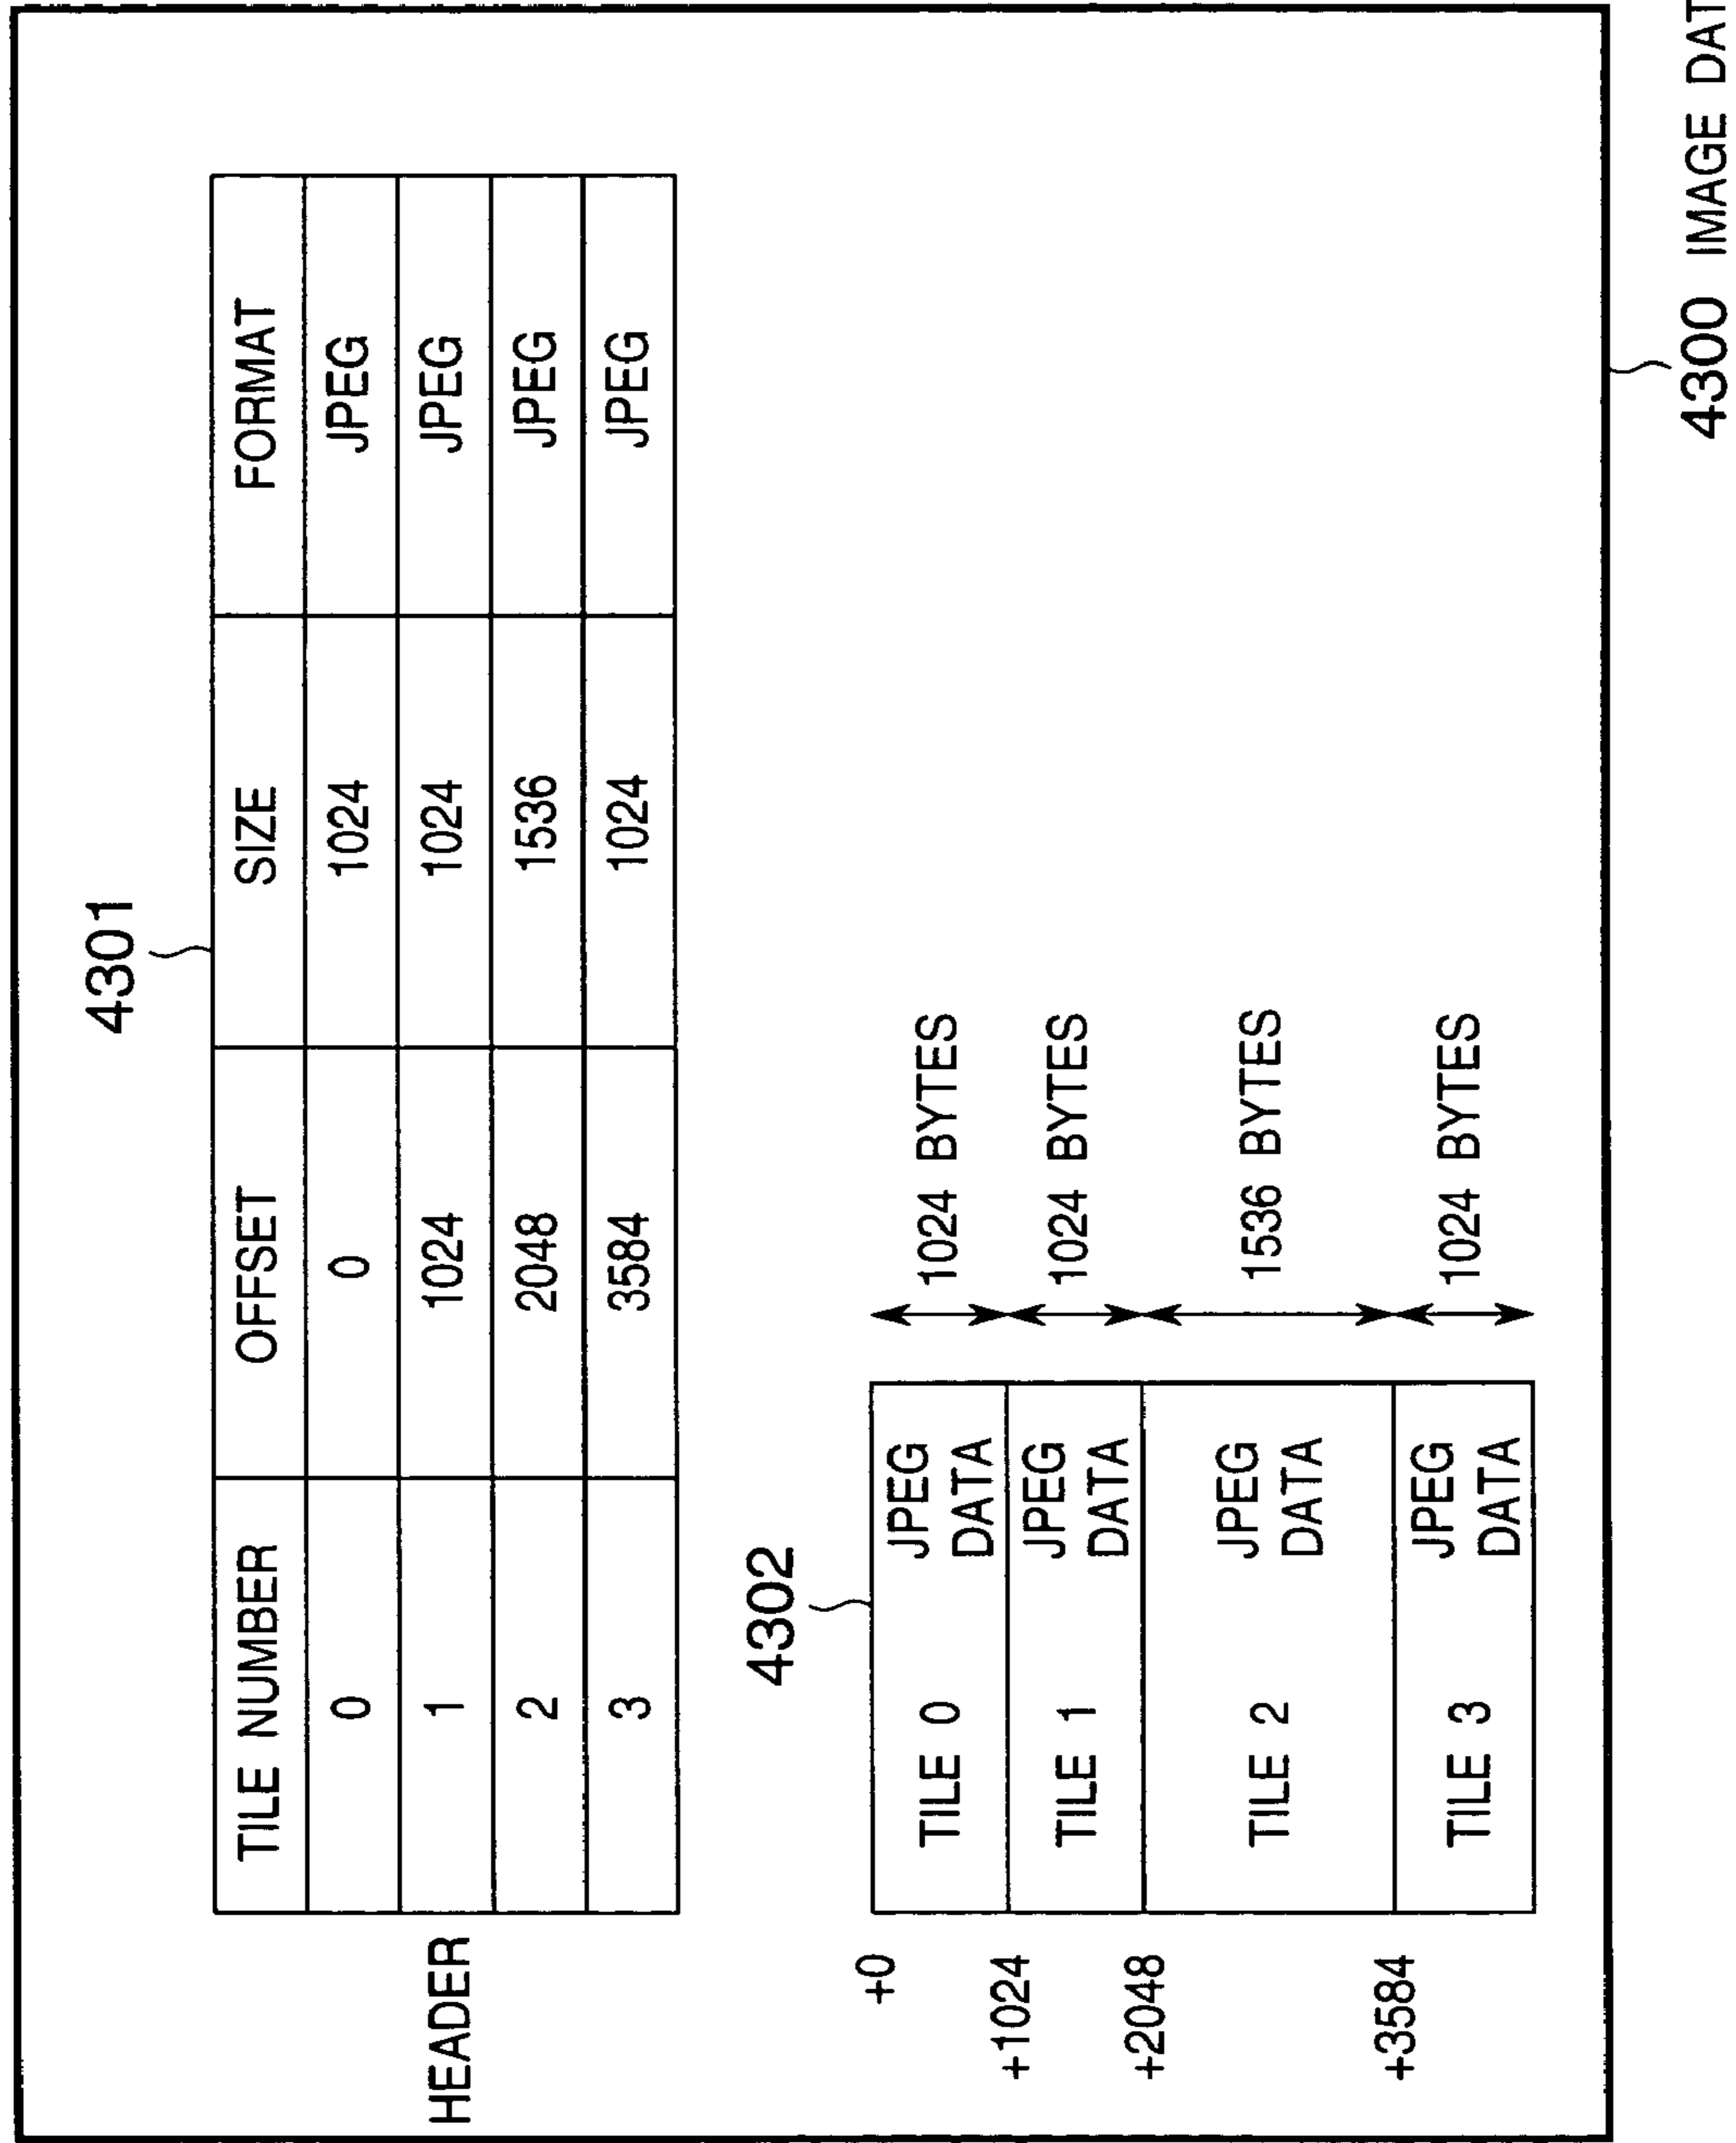 4301
TILE NUMBER OFFSET SIZE FORMAT
0 0 1024 JPEG
HEADER 1 1024 1024 JPEG
2 2048 1536 JPEG
3 3584 1024 JPEG
4302
+0
TILE 0 JPEG DATA 1024 BYTES
+1024
TILE 1 JPEG DATA 1024 BYTES
+2048
TILE 2 JPEG DATA 1536 BYTES
+3584
TILE 3 JPEG DATA 1024 BYTES
4300 IMAGE DAT